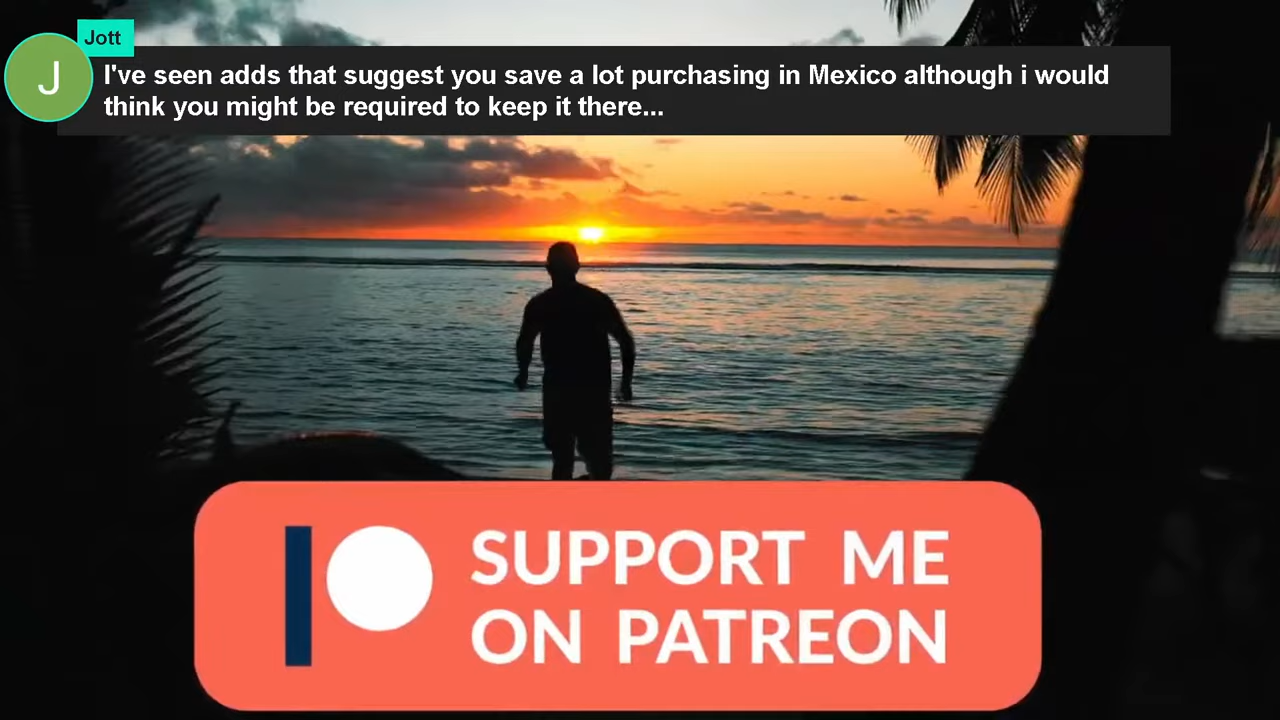 Jott
J
I've seen adds that suggest you save a lot purchasing in Mexico although i would
think you might be required to keep it there...
SUPPORT ME
ON PATREON